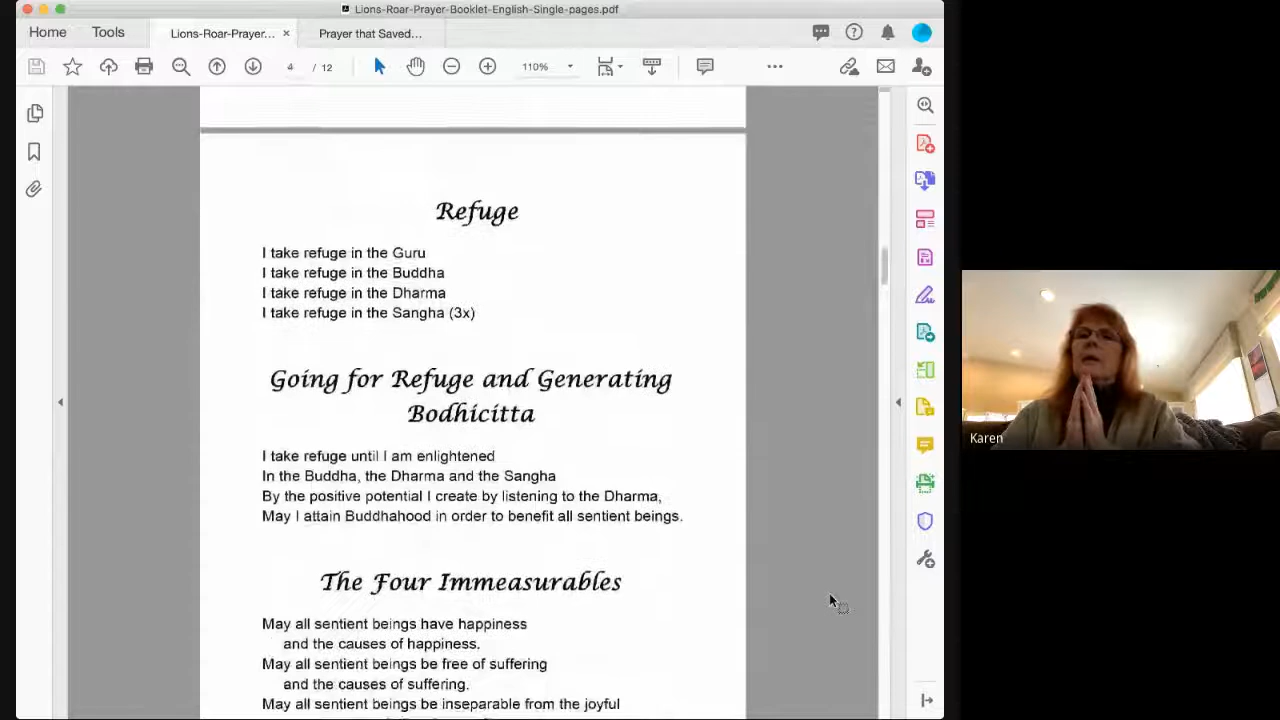 Lions-Roar-Prayer-Booklet-English-Single-pages.pdf
Home Tools Lions-Roar-Prayer... × Prayer that Saved...
4 / 12 110%
Refuge
I take refuge in the Guru
I take refuge in the Buddha
I take refuge in the Dharma
I take refuge in the Sangha (3x)
Going for Refuge and Generating
Bodhicitta
I take refuge until I am enlightened
In the Buddha, the Dharma and the Sangha
By the positive potential I create by listening to the Dharma,
May I attain Buddhahood in order to benefit all sentient beings.
The Four Immeasurables
May all sentient beings have happiness
and the causes of happiness.
May all sentient beings be free of suffering
and the causes of suffering.
May all sentient beings be inseparable from the joyful
Karen